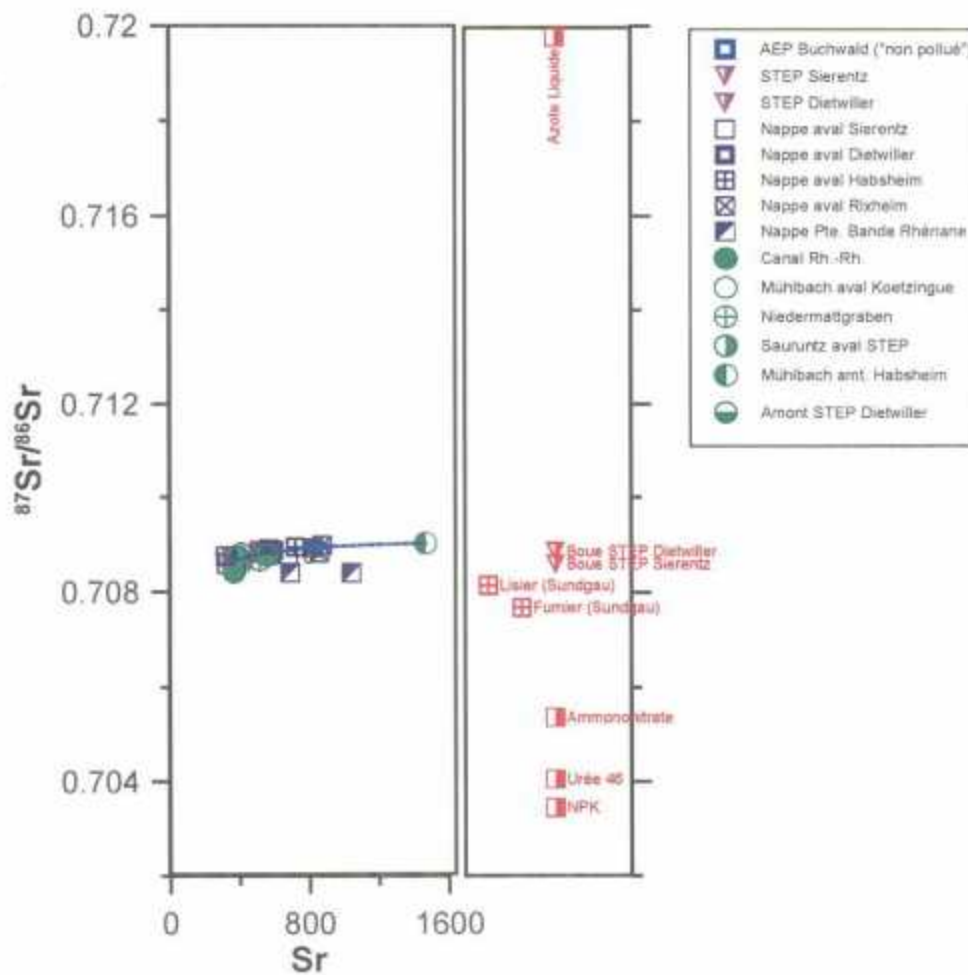 0.72
0.716
0.712
0.708
0.704
87Sr/86Sr
0
800
1600
Sr
Azote Liquide
Boue STEP Dietwiller
Boue STEP Sierentz
Lisier (Sundgau)
Fumier (Sundgau)
Ammononitrate
Urée 46
NPK
AEP Buchwald ("non pollué")
STEP Sierentz
STEP Dietwiller
Nappe aval Sierentz
Nappe aval Dietwiller
Nappe aval Habsheim
Nappe aval Rixheim
Nappe Pte. Bande Rhénane
Canal Rh.-Rh.
Mühlbach aval Koetzingue
Niedermattgraben
Sauruntz aval STEP
Mühlbach amt. Habsheim
Amont STEP Dietwiller